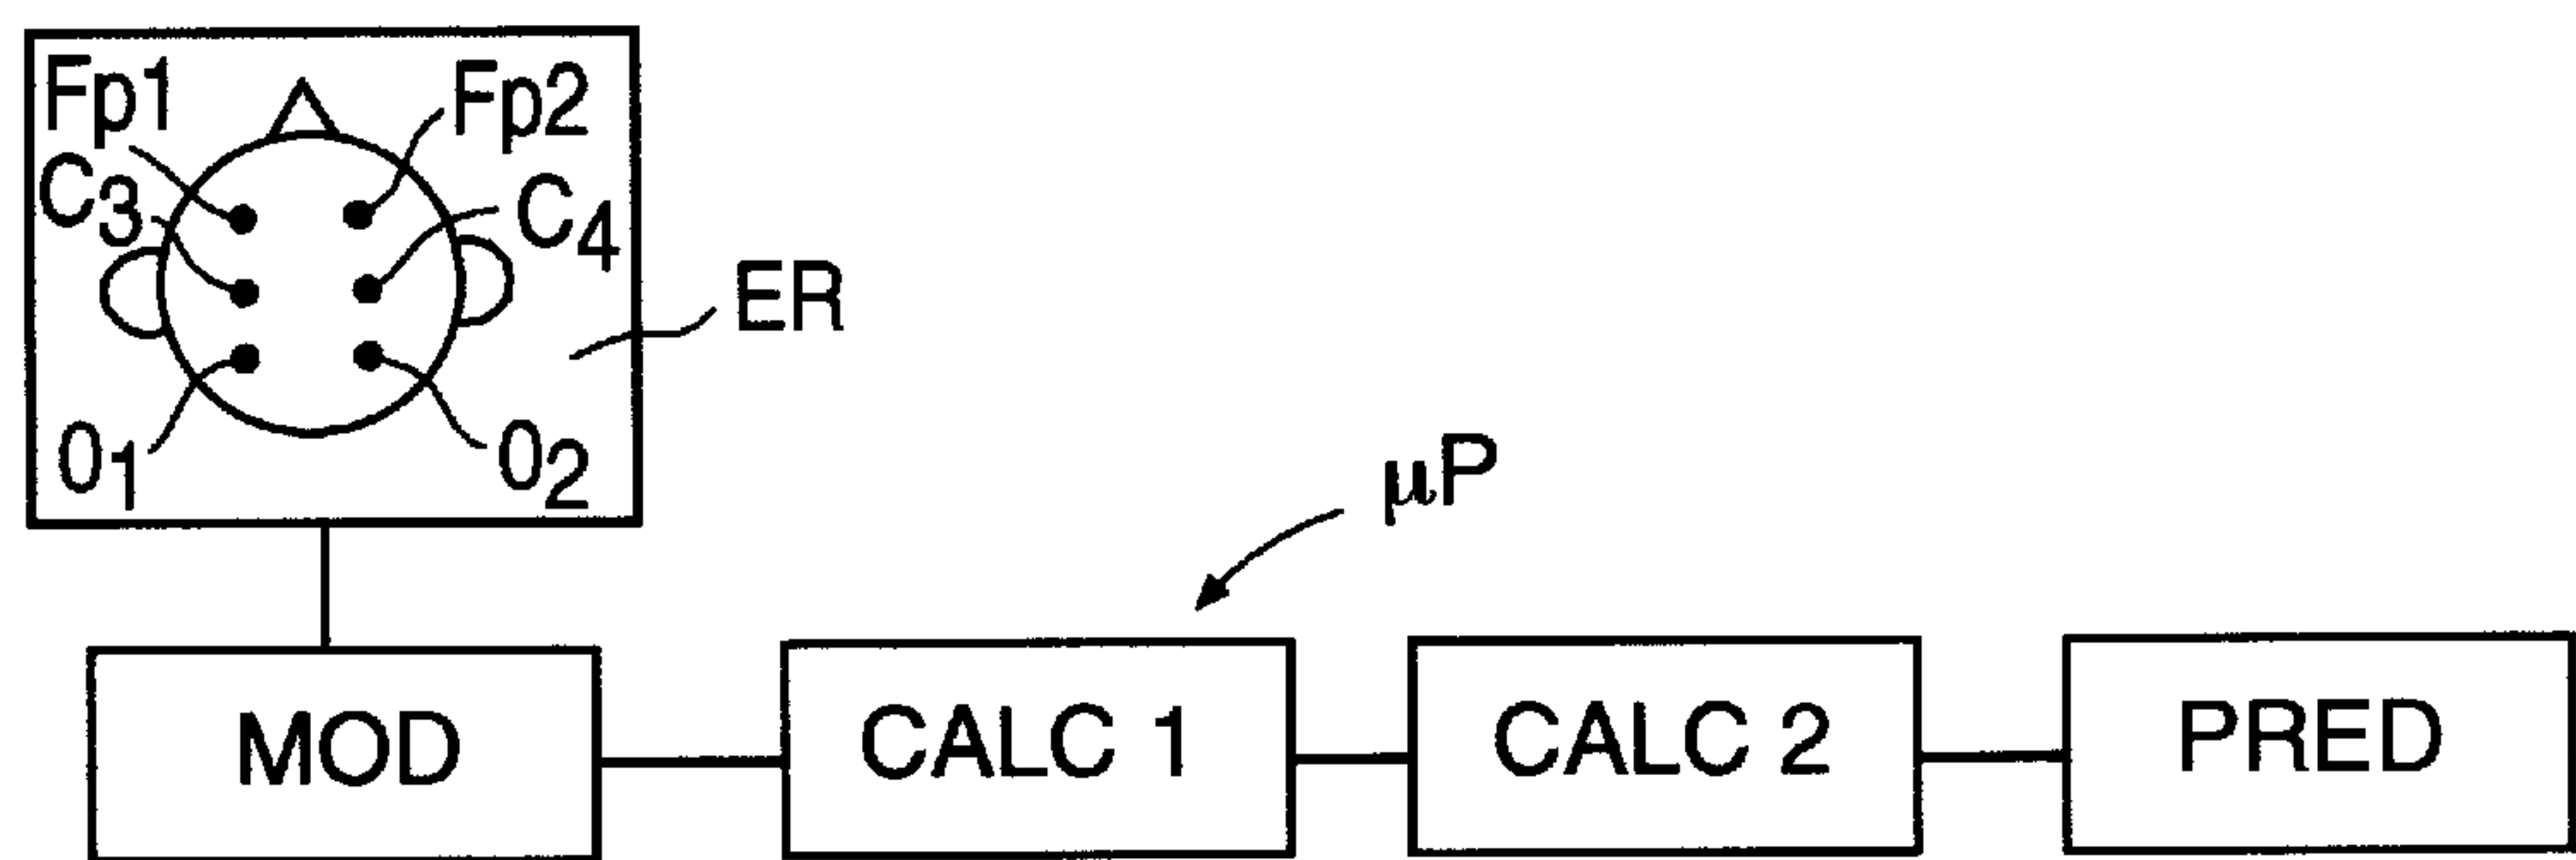 Fp1 Fp2
C3 C4
ER
01 02
μP
MOD CALC 1 CALC 2 PRED